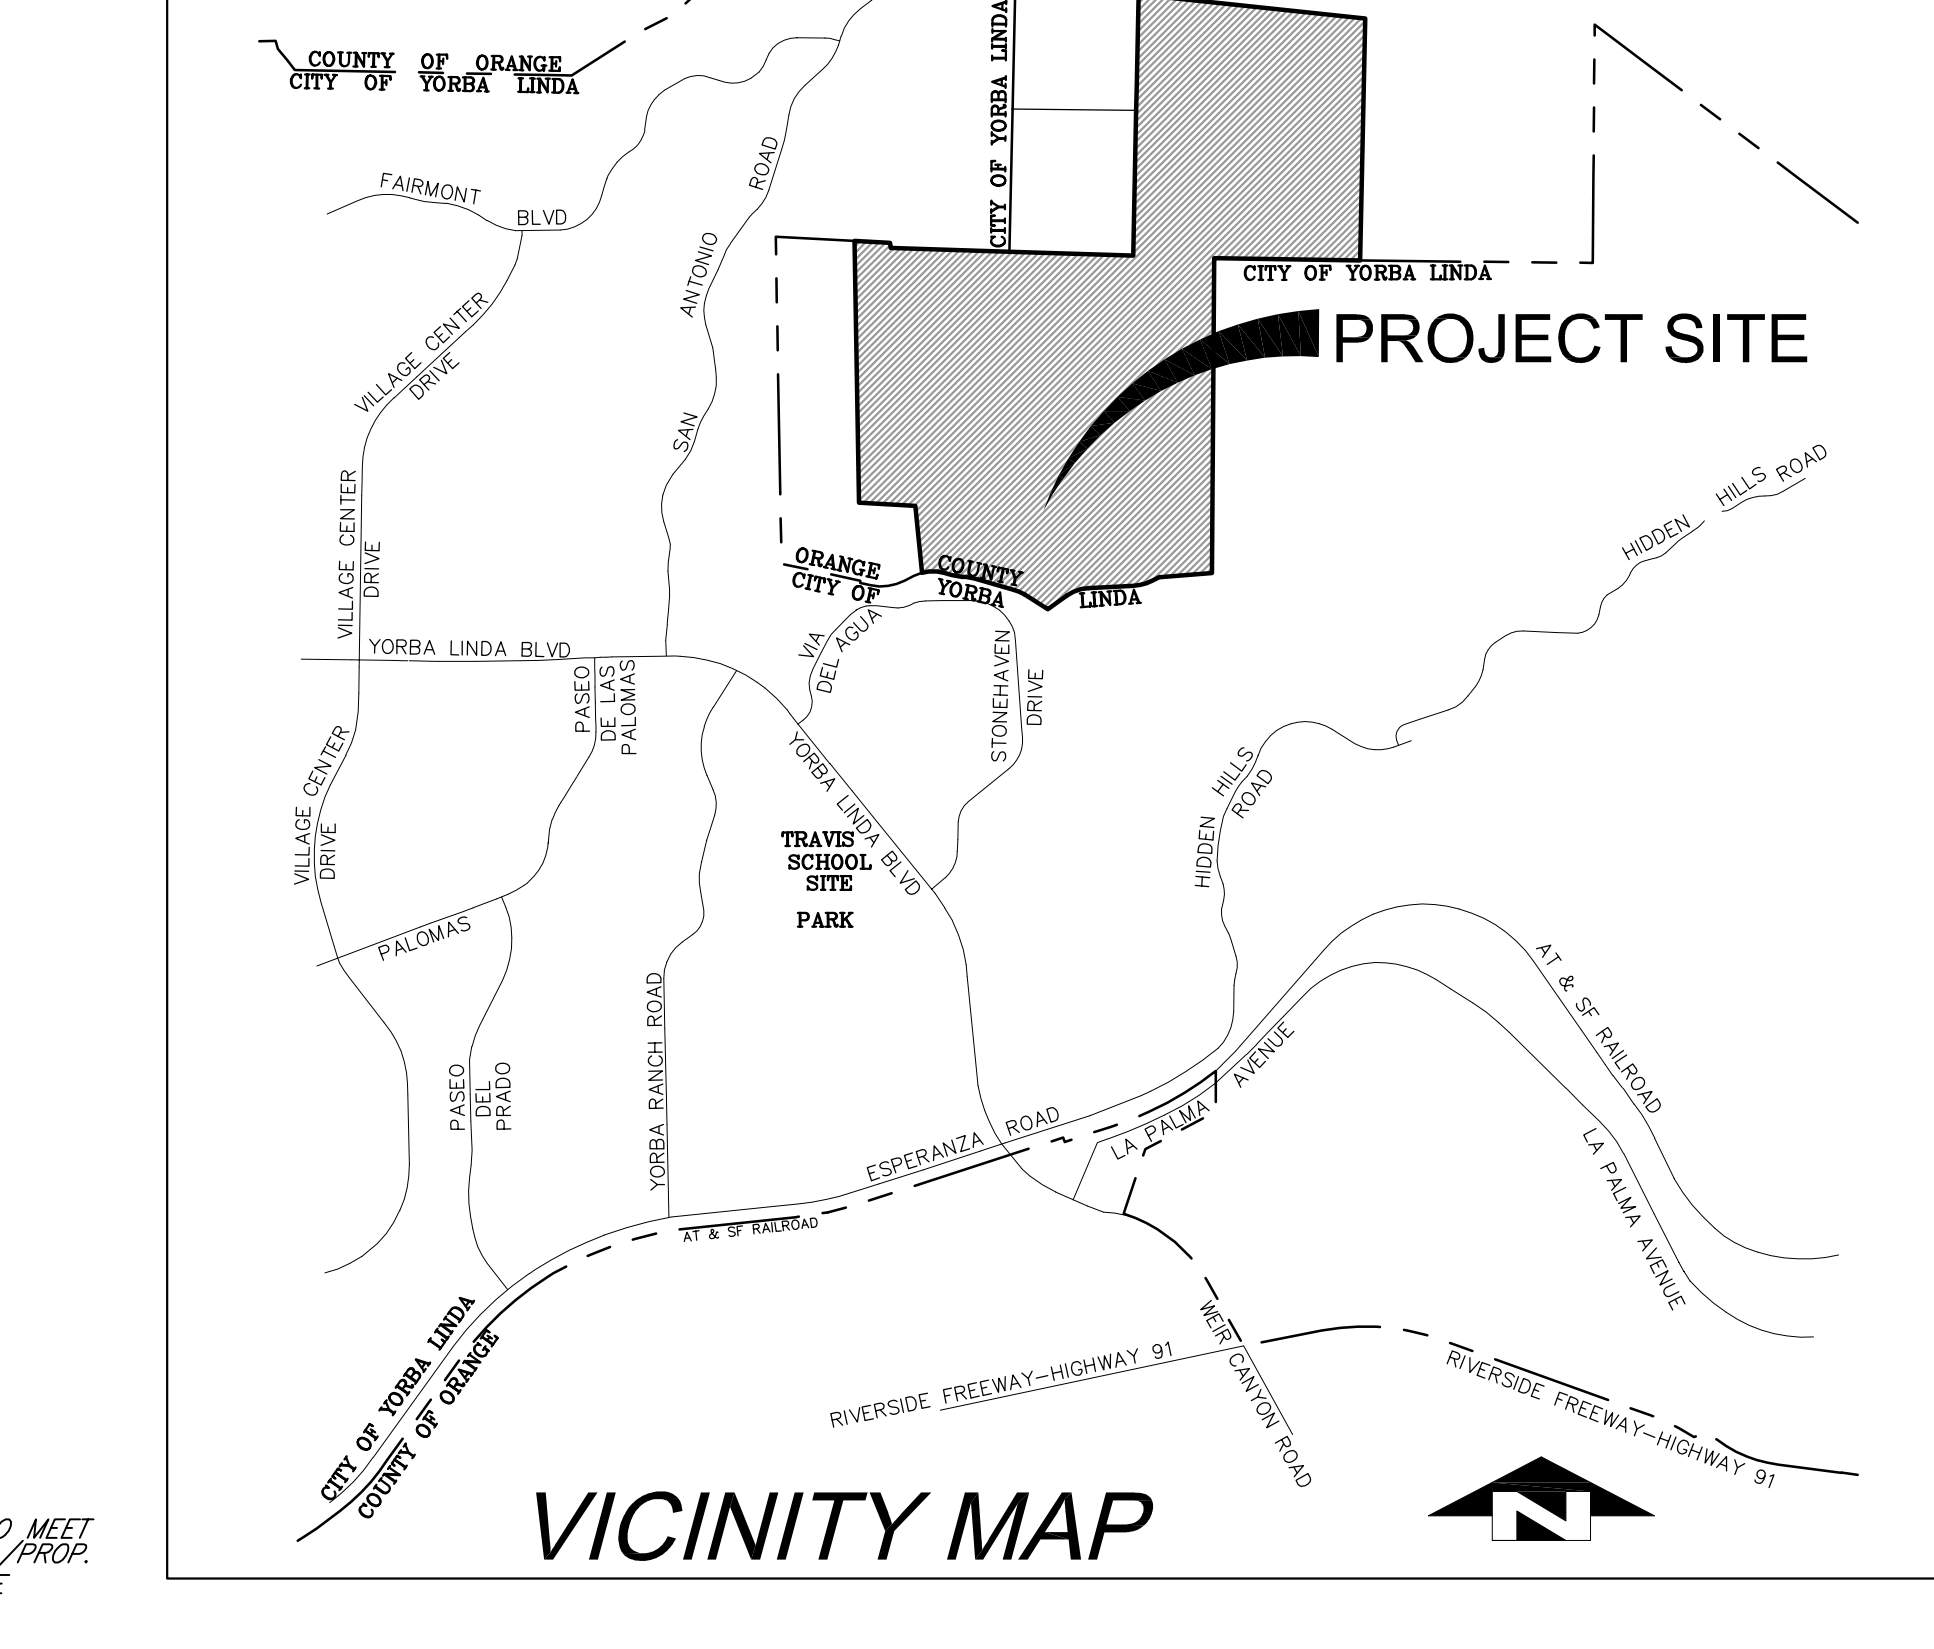 COUNTY OF ORANGE
CITY OF YORBA LINDA
CITY OF YORBA LINDA
FAIRMONT
BLVD
SAN ANTONIO ROAD
VILLAGE CENTER
DRIVE
CITY OF YORBA LINDA
PROJECT SITE
HIDDEN HILLS ROAD
VILLAGE CENTER
DRIVE
ORANGE COUNTY
CITY OF YORBA LINDA
YORBA LINDA BLVD
VIA
DEL AGUA
STONEHAVEN
DRIVE
PASEO
DE LAS
PALOMAS
VILLAGE CENTER
DRIVE
YORBA LINDA BLVD
TRAVIS
SCHOOL
SITE
PARK
HIDDEN HILLS
ROAD
PALOMAS
YORBA RANCH ROAD
PASEO
DEL
PRADO
AT & SF RAILROAD
LA PALMA AVENUE
ESPERANZA ROAD
LA PALMA AVENUE
AT & SF RAILROAD
CITY OF YORBA LINDA
COUNTY OF ORANGE
WEIR CANYON ROAD
RIVERSIDE FREEWAY-HIGHWAY 91
RIVERSIDE FREEWAY-HIGHWAY 91
VICINITY MAP
N
MEET
/PROP.